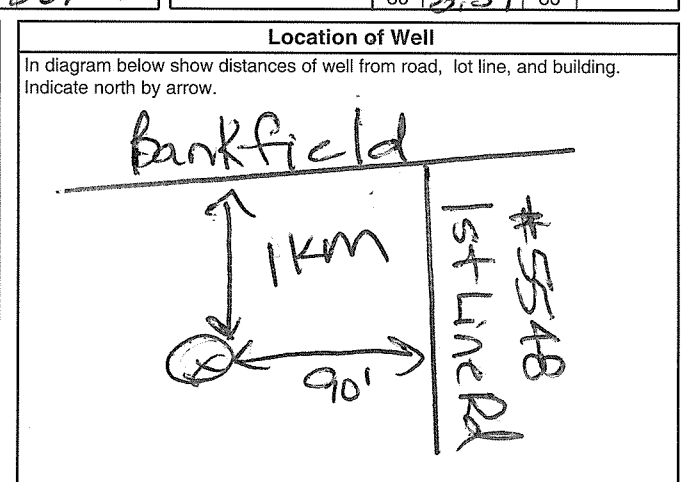 Location of Well
In diagram below show distances of well from road, lot line, and building.
Indicate north by arrow.
Bankfield
1KM
90'
1st Line Rd
#5548